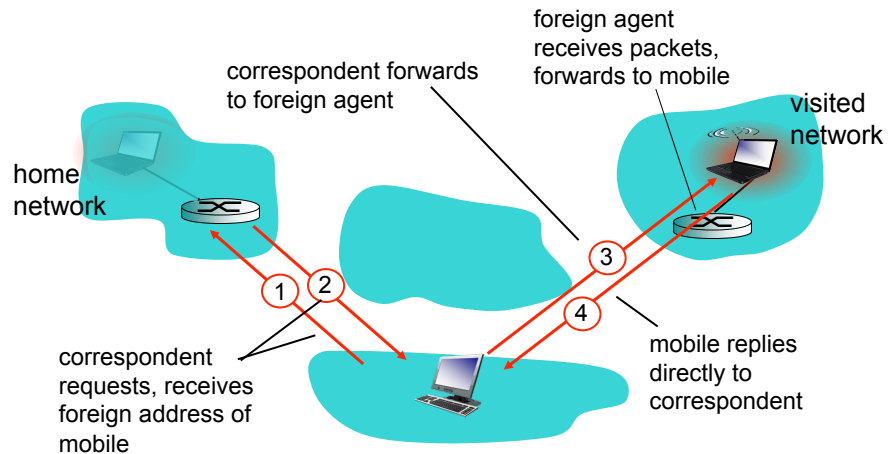 foreign agent
receives packets,
forwards to mobile
correspondent forwards
to foreign agent
visited
network
home
network
3
1
2
4
correspondent
requests, receives
foreign address of
mobile
mobile replies
directly to
correspondent